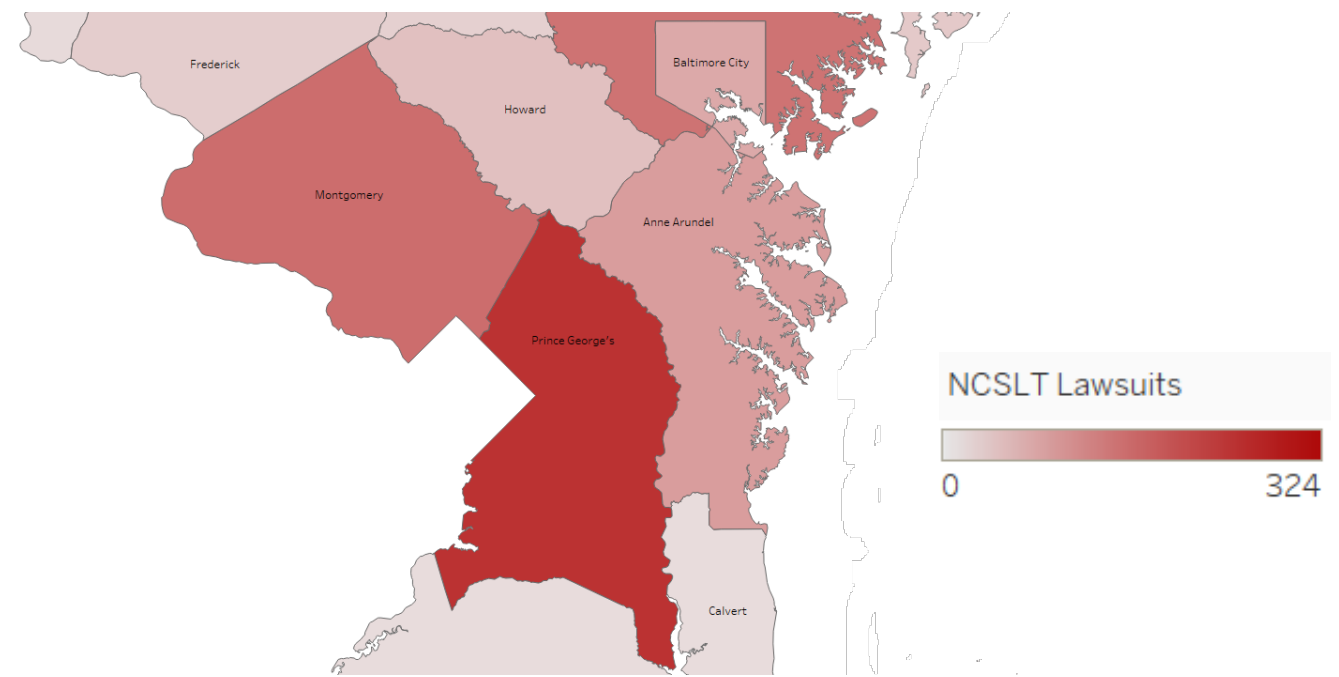 Frederick
Baltimore City
Howard
Montgomery
Anne Arundel
Prince George's
Calvert
NCSLT Lawsuits
0 324